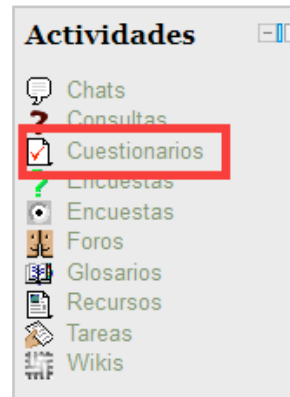 Actividades
Chats
Consultas
Cuestionarios
Encuestas
Encuestas
Foros
Glosarios
Recursos
Tareas
Wikis